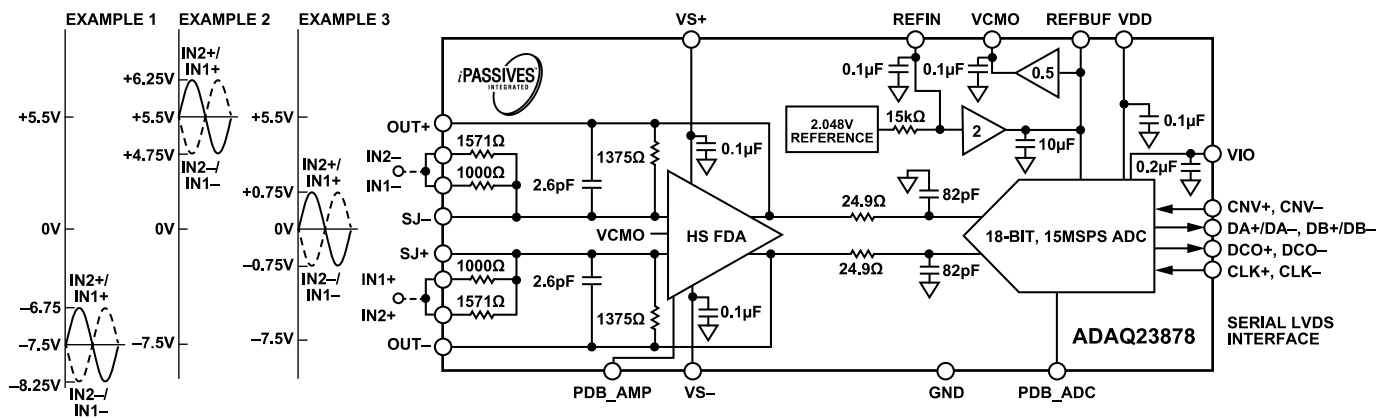 EXAMPLE 1
EXAMPLE 2
EXAMPLE 3
IN2+/
IN1+
+5.5V
0V
–6.75
–7.5V
–8.25V
IN2–/
IN1–
IN2+/
IN1+
+6.25V
+5.5V
+4.75V
IN2–/
IN1–
0V
–7.5V
IN2+/
IN1+
+5.5V
+0.75V
0V
–0.75V
IN2–/
IN1–
–7.5V
VS+
REFIN
VCMO
REFBUF
VDD
iPASSIVES
INTEGRATED
0.1µF
0.1µF
0.5
2.048V
REFERENCE
15kΩ
2
10µF
0.1µF
0.2µF
VIO
OUT+
IN2–
IN1–
SJ–
SJ+
IN1+
IN2+
OUT–
1571Ω
1000Ω
2.6pF
1375Ω
0.1µF
VCMO
HS FDA
1000Ω
1571Ω
2.6pF
1375Ω
0.1µF
24.9Ω
82pF
24.9Ω
82pF
18-BIT, 15MSPS ADC
CNV+, CNV–
DA+/DA–, DB+/DB–
DCO+, DCO–
CLK+, CLK–
ADAQ23878
SERIAL LVDS
INTERFACE
PDB_AMP
VS–
GND
PDB_ADC